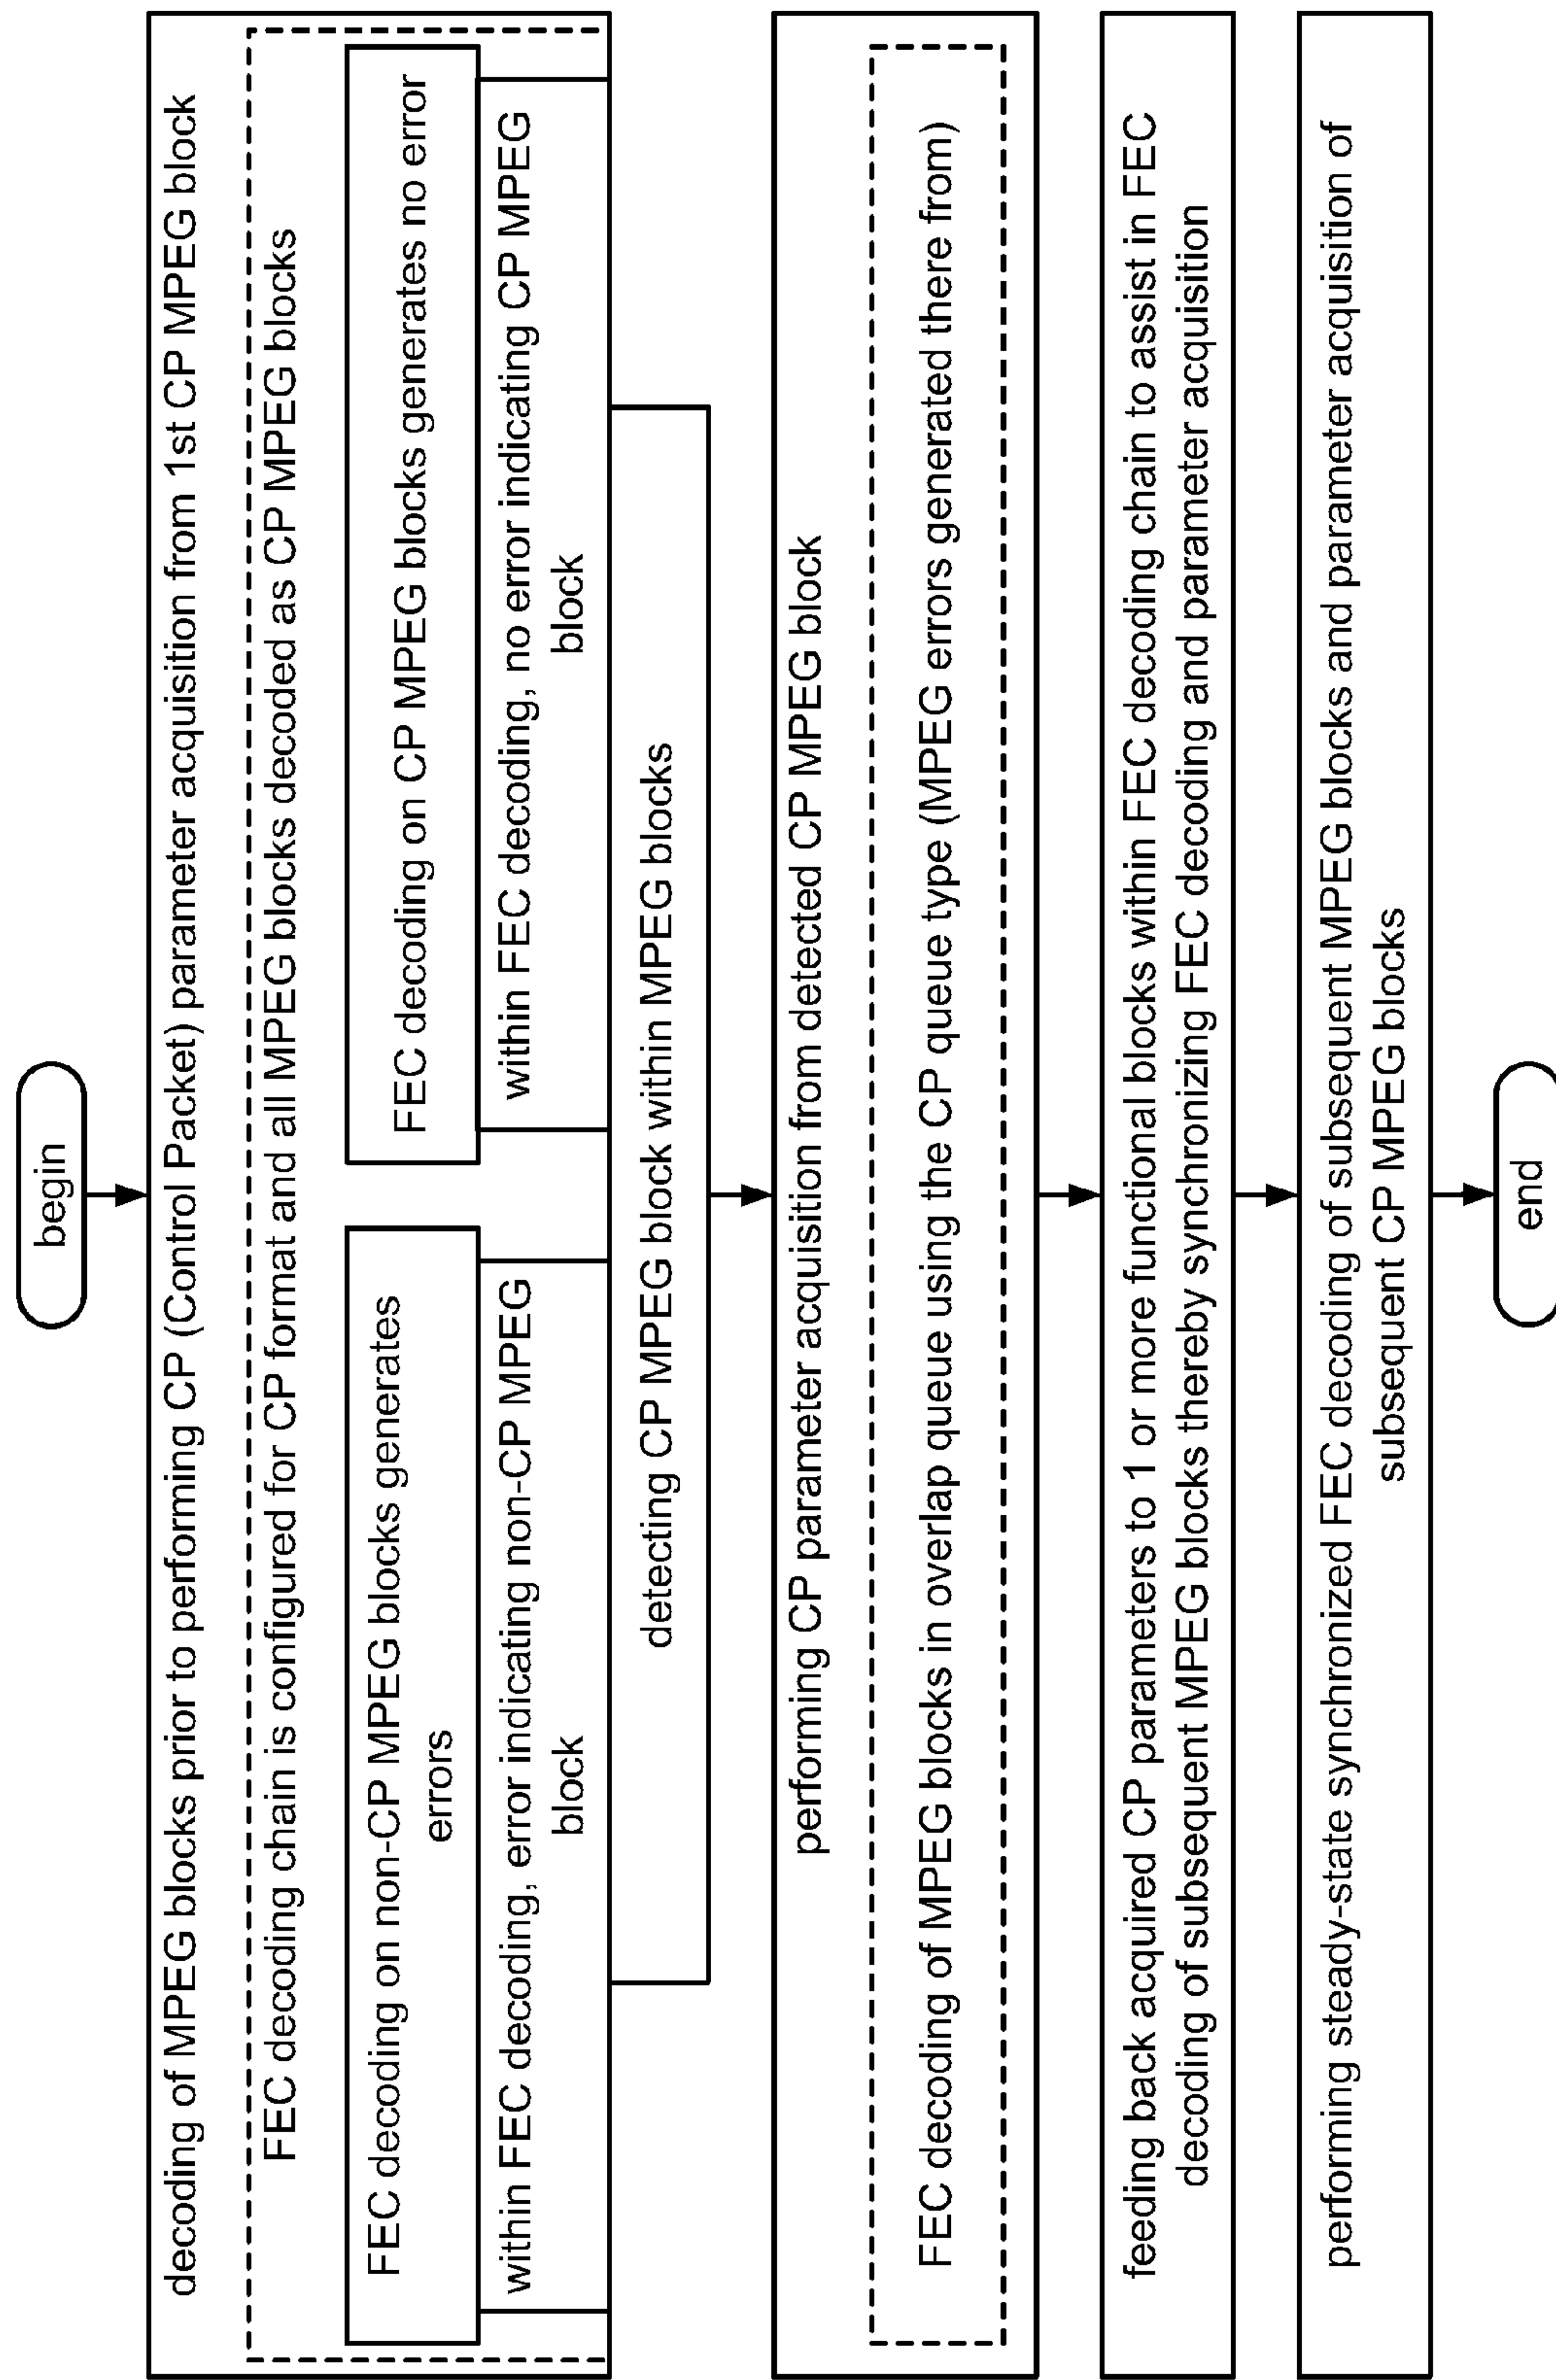 begin
decoding of MPEG blocks prior to performing CP (Control Packet) parameter acquisition from 1st CP MPEG block
FEC decoding chain is configured for CP format and all MPEG blocks decoded as CP MPEG blocks
FEC decoding on non-CP MPEG blocks generates
errors
within FEC decoding, error indicating non-CP MPEG
block
FEC decoding on CP MPEG blocks generates no error
within FEC decoding, no error indicating CP MPEG
block
detecting CP MPEG block within MPEG blocks
performing CP parameter acquisition from detected CP MPEG block
FEC decoding of MPEG blocks in overlap queue using the CP queue type (MPEG errors generated there from)
feeding back acquired CP parameters to 1 or more functional blocks within FEC decoding chain to assist in FEC
decoding of subsequent MPEG blocks thereby synchronizing FEC decoding and parameter acquisition
performing steady-state synchronized FEC decoding of subsequent MPEG blocks and parameter acquisition of
subsequent CP MPEG blocks
end